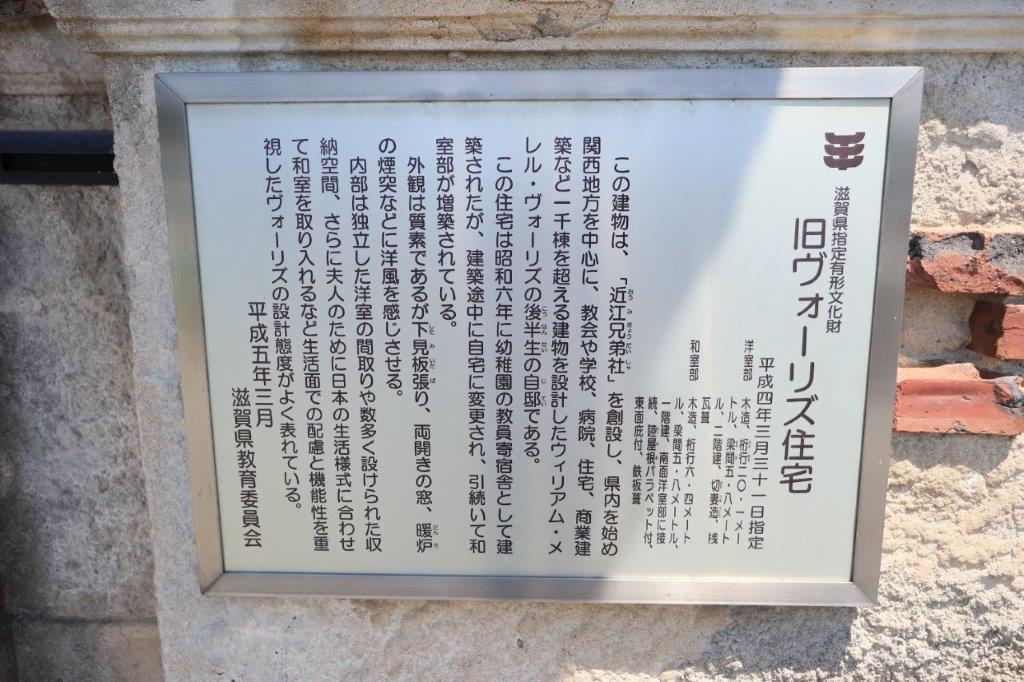 滋賀県指定有形文化財
旧ヴォーリズ住宅
平成四年三月三十一日指定
洋室部　木造、桁行二〇・一メー
トル、梁間五・八メート
ル、二階建、切妻造、桟
瓦葺
和室部　木造、桁行六・四メート
ル、梁間五・八メートル、
一階建、南面洋室部に接
続、陸屋根パラペット付、
東面庇付、鉄板葺
この建物は、「近江兄弟社」を創設し、県内を始め
関西地方を中心に、教会や学校、病院、住宅、商業建
築など一千棟を超える建物を設計したウィリアム・メ
レル・ヴォーリズの後半生の自邸である。
この住宅は昭和六年に幼稚園の教員寄宿舎として建
築されたが、建築途中に自宅に変更され、引続いて和
室部が増築されている。
外観は質素であるが下見板張り、両開きの窓、暖炉
の煙突などに洋風を感じさせる。
内部は独立した洋室の間取りや数多く設けられた収
納空間、さらに夫人のために日本の生活様式に合わせ
て和室を取り入れるなど生活面での配慮と機能性を重
視したヴォーリズの設計態度がよく表れている。
平成五年三月
滋賀県教育委員会